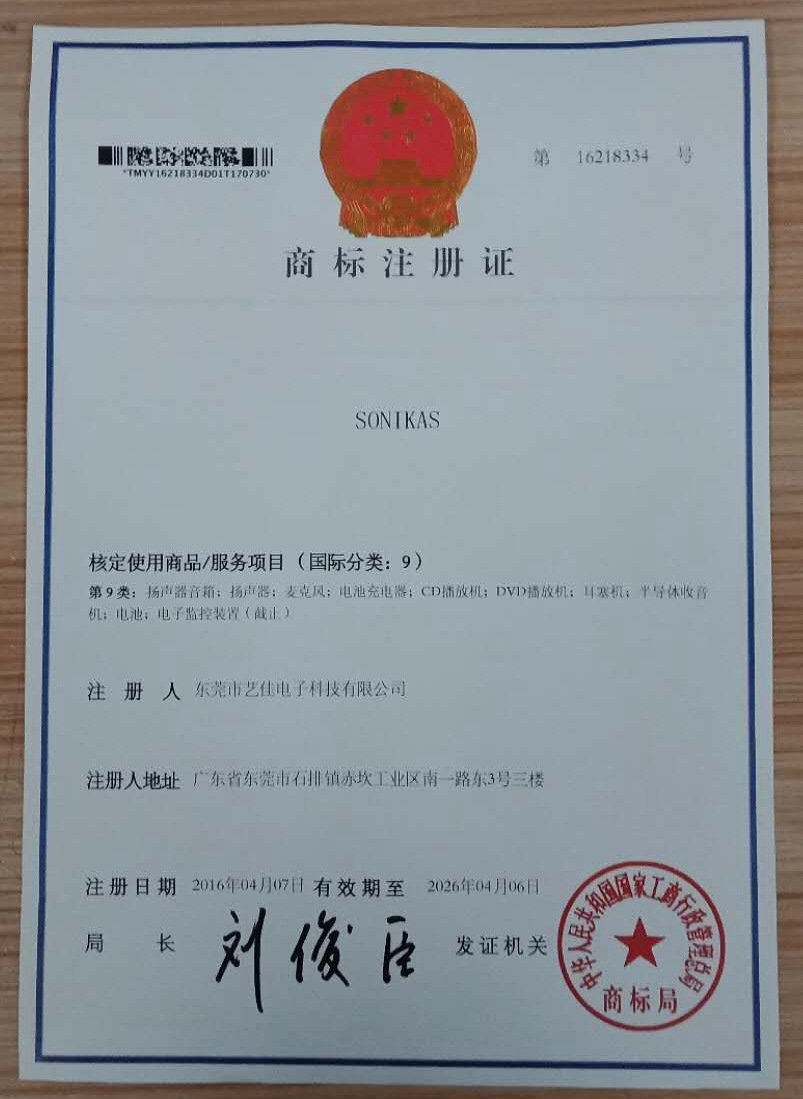 *TMYY16218334D01T170730*
第 16218334 号
商标注册证
SONIKAS
核定使用商品/服务项目（国际分类：9）
第9类：扬声器音箱；扬声器；麦克风；电池充电器；CD播放机；DVD播放机；耳塞机；半导体收音
机；电池；电子监控装置（截止）
注册人 东莞市艺佳电子科技有限公司
注册人地址 广东省东莞市石排镇赤坎工业区南一路东3号三楼
注册日期 2016年04月07日 有效期至 2026年04月06日
局长 刘俊臣 发证机关
中华人民共和国国家工商行政管理总局
商标局